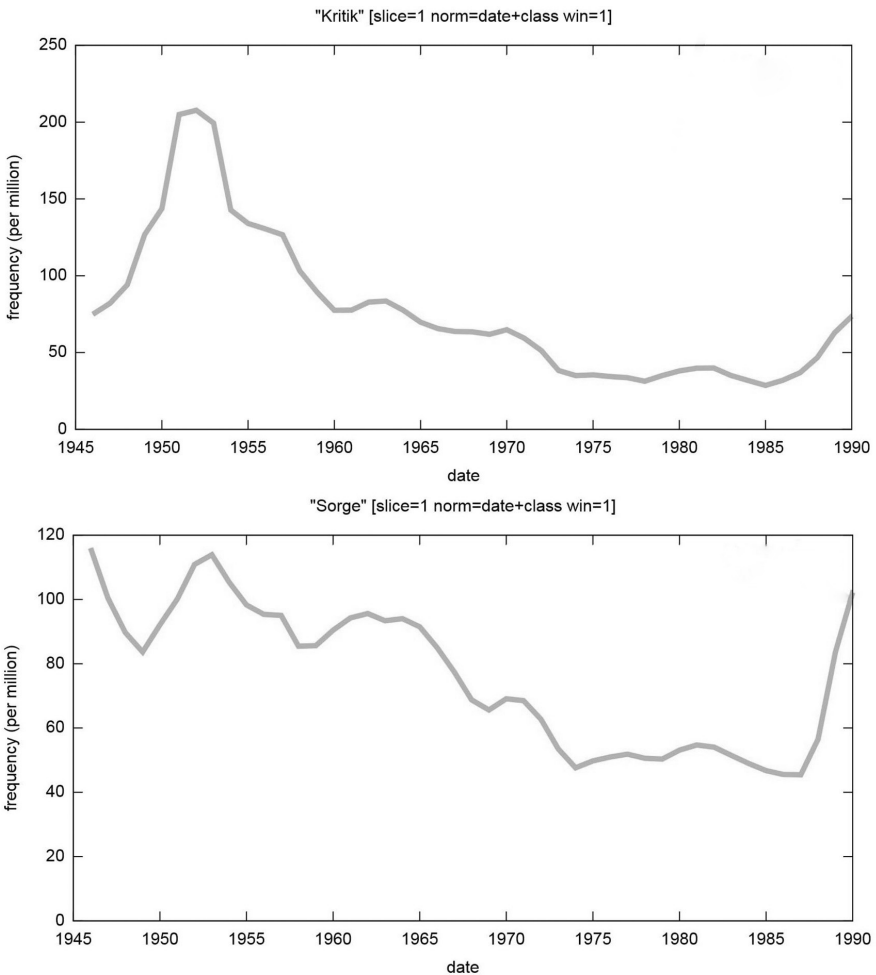 "Kritik" [slice=1 norm=date+class win=1]
250
200
150
100
50
0
frequency (per million)
1945 1950 1955 1960 1965 1970 1975 1980 1985 1990
date
"Sorge" [slice=1 norm=date+class win=1]
120
100
80
60
40
20
0
frequency (per million)
1945 1950 1955 1960 1965 1970 1975 1980 1985 1990
date